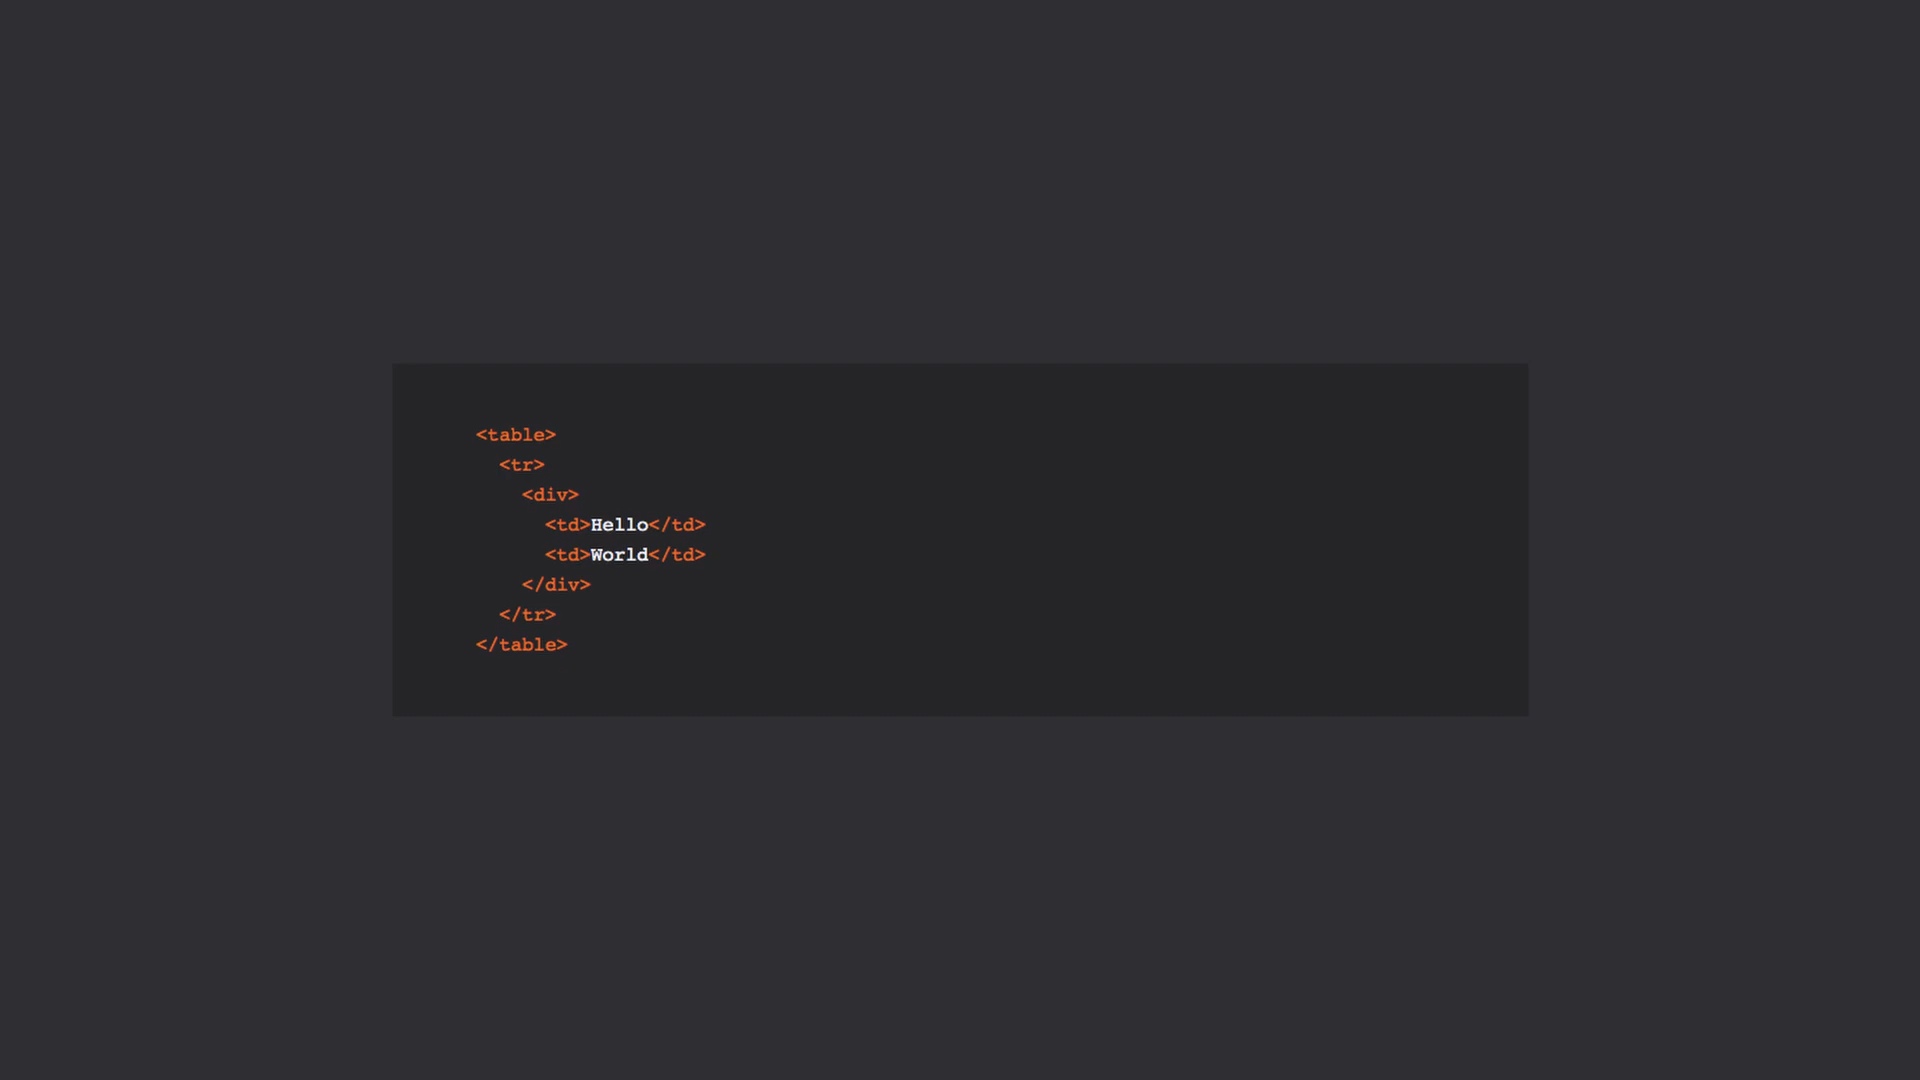 <table>
<tr>
<div>
<td>Hello</td>
<td>World</td>
</div>
</tr>
</table>